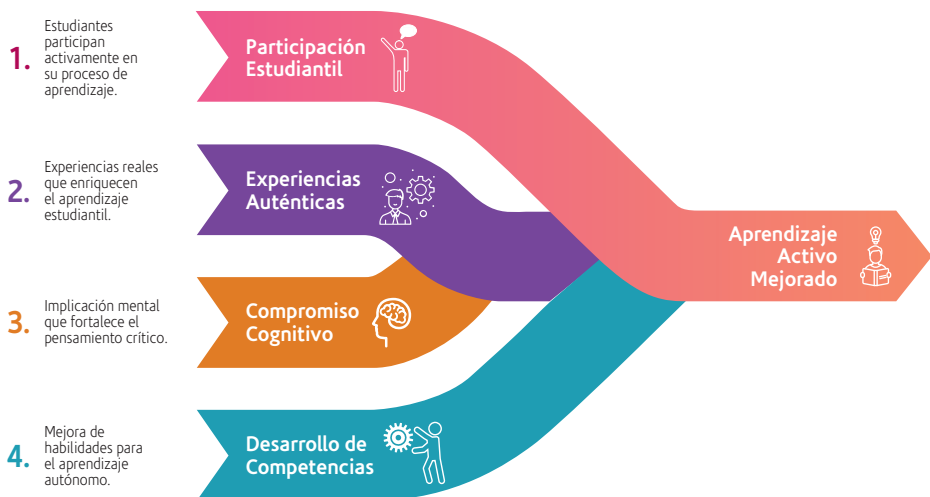 1.
Estudiantes
participan
activamente en
su proceso de
aprendizaje.
Participación
Estudiantil
2.
Experiencias reales
que enriquecen
el aprendizaje
estudiantil.
Experiencias
Auténticas
3.
Implicación mental
que fortalece el
pensamiento crítico.
Compromiso
Cognitivo
4.
Mejora de
habilidades para
el aprendizaje
autónomo.
Desarrollo de
Competencias
Aprendizaje
Activo
Mejorado